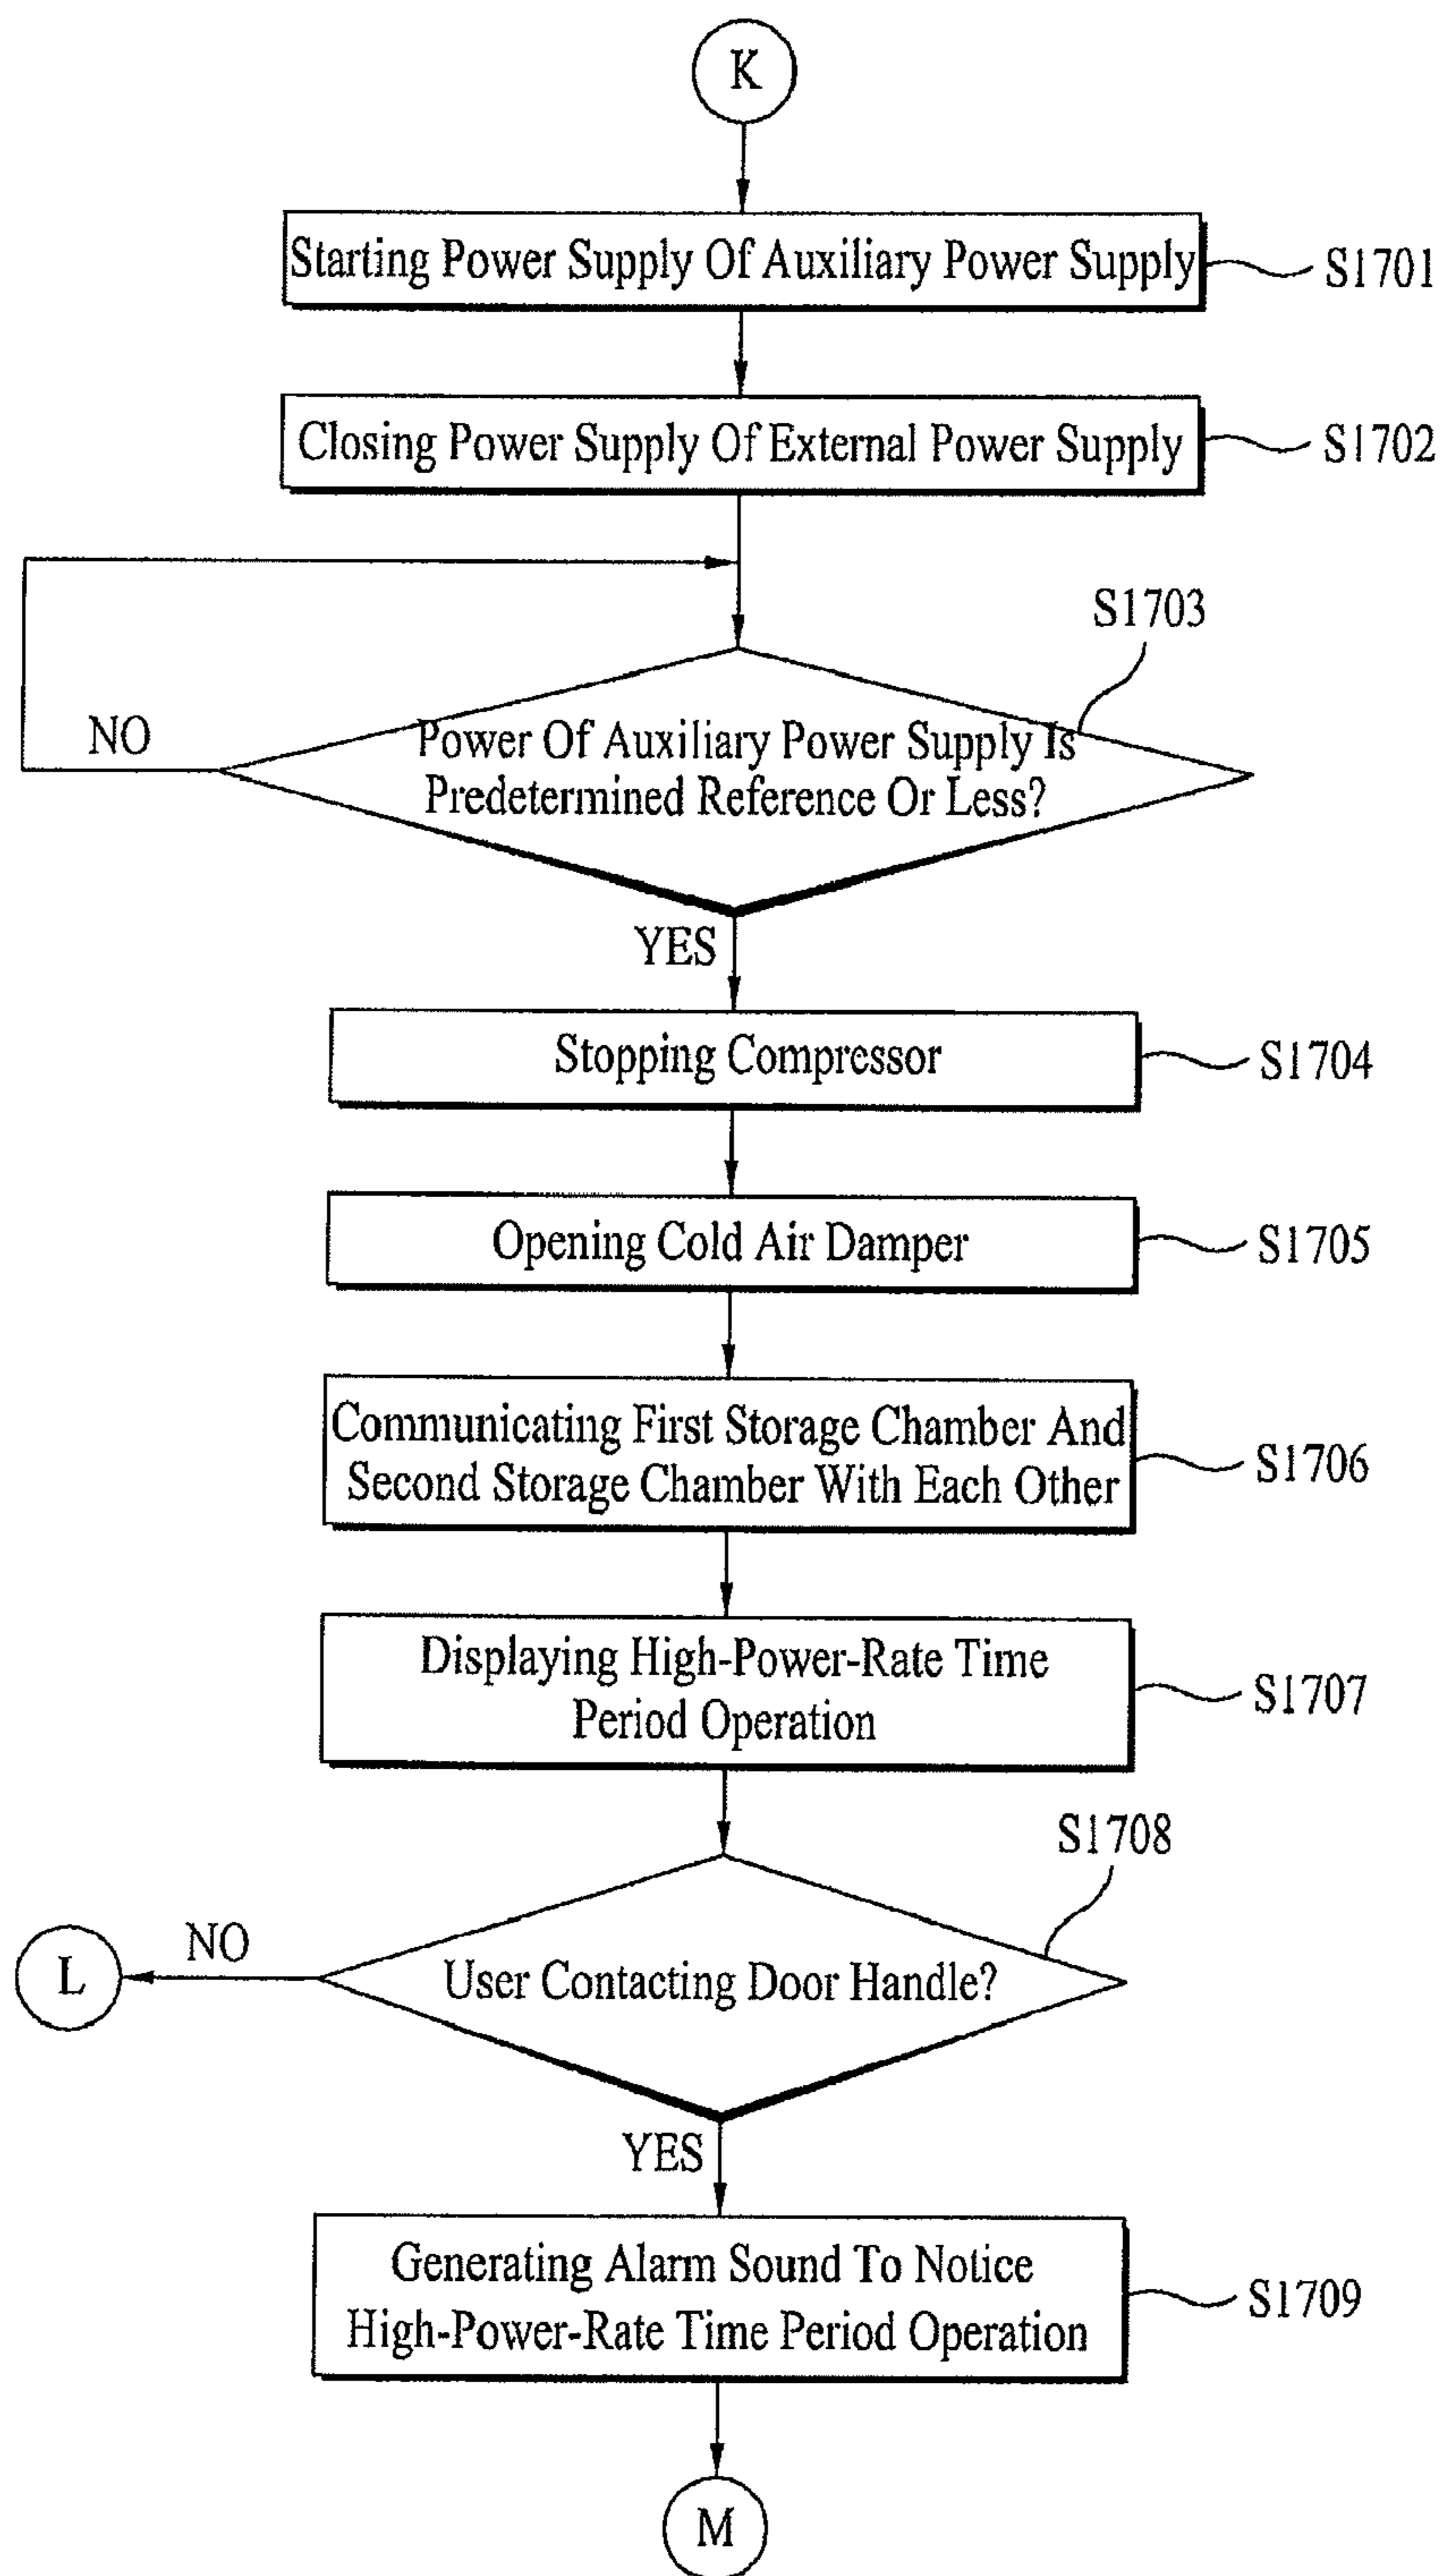 K
Starting Power Supply Of Auxiliary Power Supply
S1701
Closing Power Supply Of External Power Supply
S1702
S1703
NO
Power Of Auxiliary Power Supply Is
Predetermined Reference Or Less?
YES
Stopping Compressor
S1704
Opening Cold Air Damper
S1705
Communicating First Storage Chamber And
Second Storage Chamber With Each Other
S1706
Displaying High-Power-Rate Time
Period Operation
S1707
S1708
L
NO
User Contacting Door Handle?
YES
Generating Alarm Sound To Notice
High-Power-Rate Time Period Operation
S1709
M